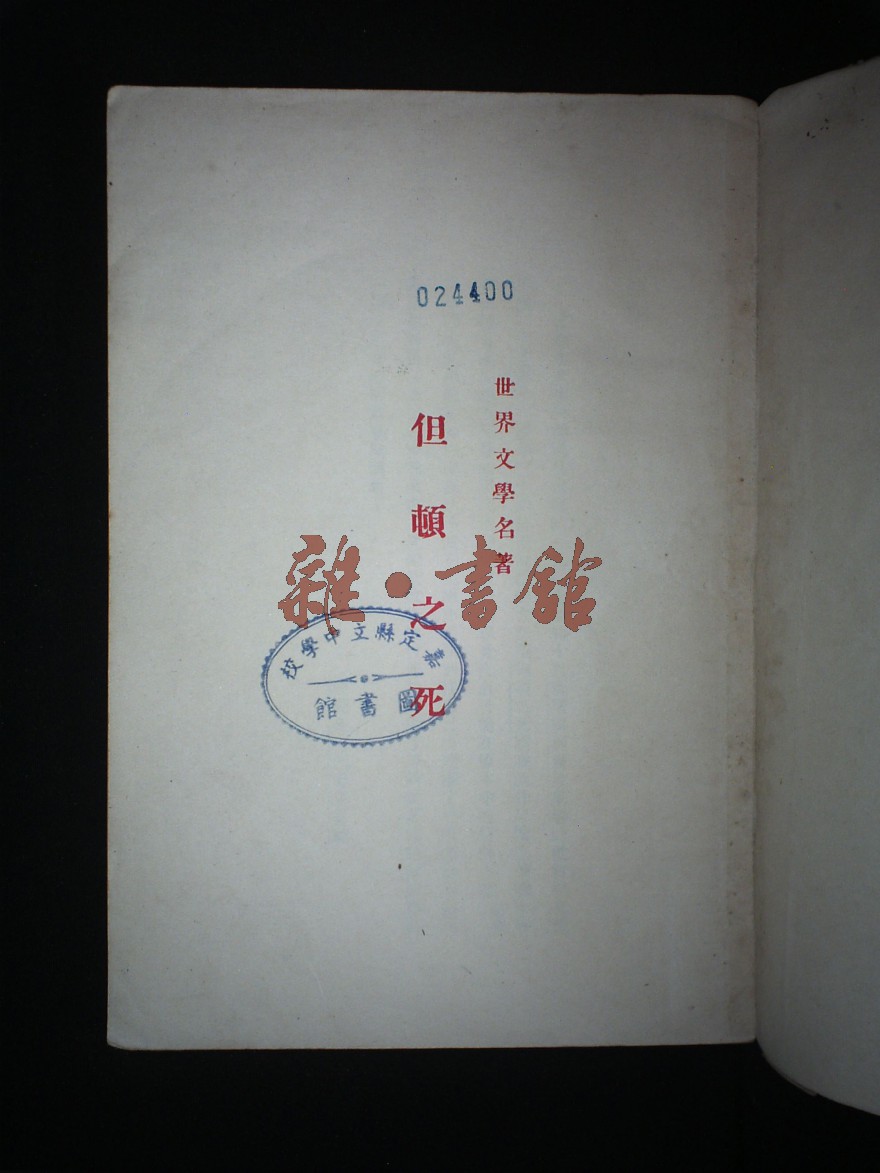 024400
世界文學名著
但頓之死
雜·書館
嘉定縣立中學校
圖書館